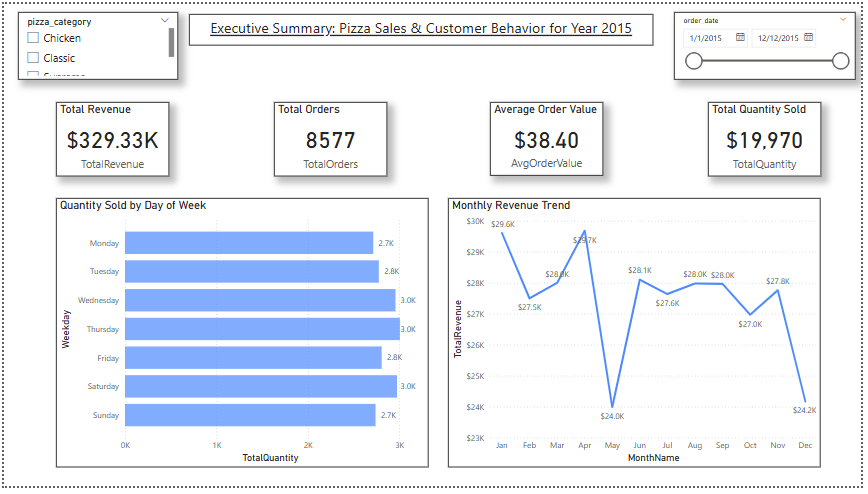 pizza_category
Chicken
Classic
Supreme
Executive Summary: Pizza Sales & Customer Behavior for Year 2015
order_date
1/1/2015
12/12/2015
Total Revenue
$329.33K
TotalRevenue
Total Orders
8577
TotalOrders
Average Order Value
$38.40
AvgOrderValue
Total Quantity Sold
$19,970
TotalQuantity
Quantity Sold by Day of Week
Weekday
Monday
2.7K
Tuesday
2.8K
Wednesday
3.0K
Thursday
3.0K
Friday
2.8K
Saturday
3.0K
Sunday
2.7K
0K
1K
2K
3K
TotalQuantity
Monthly Revenue Trend
TotalRevenue
$30K
$29K
$28K
$27K
$26K
$25K
$24K
$23K
$29.6K
$27.5K
$28.0K
$29.7K
$24.0K
$28.1K
$27.6K
$28.0K
$28.0K
$27.0K
$27.8K
$24.2K
Jan
Feb
Mar
Apr
May
Jun
Jul
Aug
Sep
Oct
Nov
Dec
MonthName